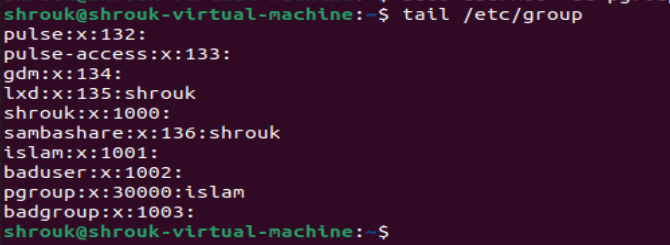 shrouk@shrouk-virtual-machine:~$ tail /etc/group
pulse:x:132:
pulse-access:x:133:
gdm:x:134:
lxd:x:135:shrouk
shrouk:x:1000:
sambashare:x:136:shrouk
islam:x:1001:
baduser:x:1002:
pgroup:x:30000:islam
badgroup:x:1003:
shrouk@shrouk-virtual-machine:~$